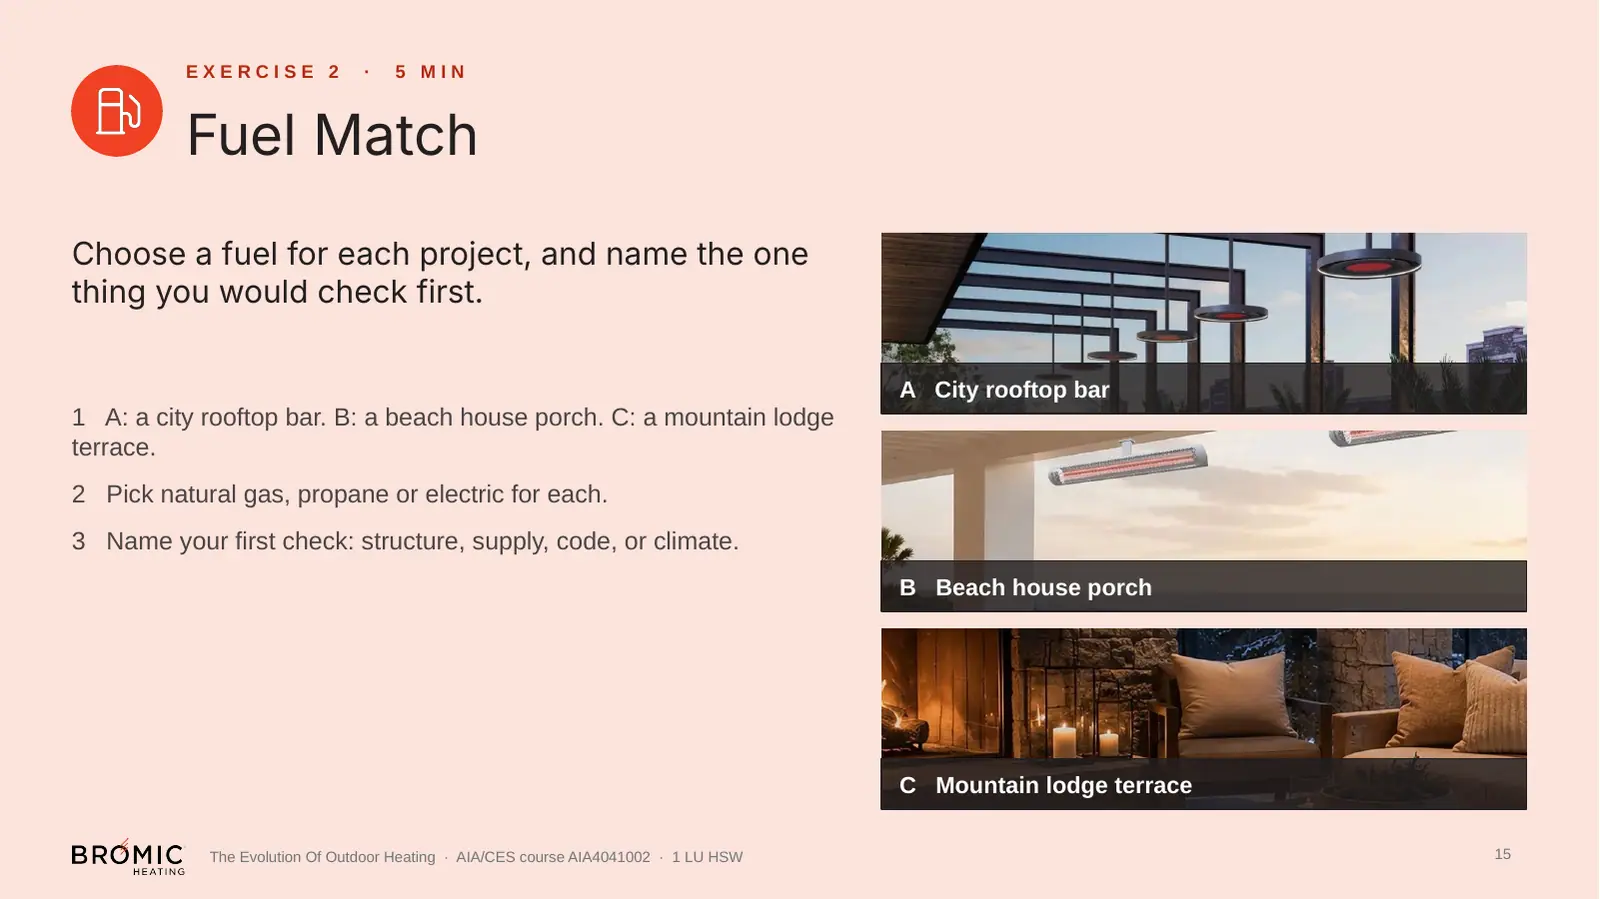 EXERCISE 2 · 5 MIN
Fuel Match
Choose a fuel for each project, and name the one
thing you would check first.
1 A: a city rooftop bar. B: a beach house porch. C: a mountain lodge
terrace.
2 Pick natural gas, propane or electric for each.
3 Name your first check: structure, supply, code, or climate.
A City rooftop bar
B Beach house porch
C Mountain lodge terrace
BROMIC
HEATING
The Evolution Of Outdoor Heating · AIA/CES course AIA4041002 · 1 LU HSW
15